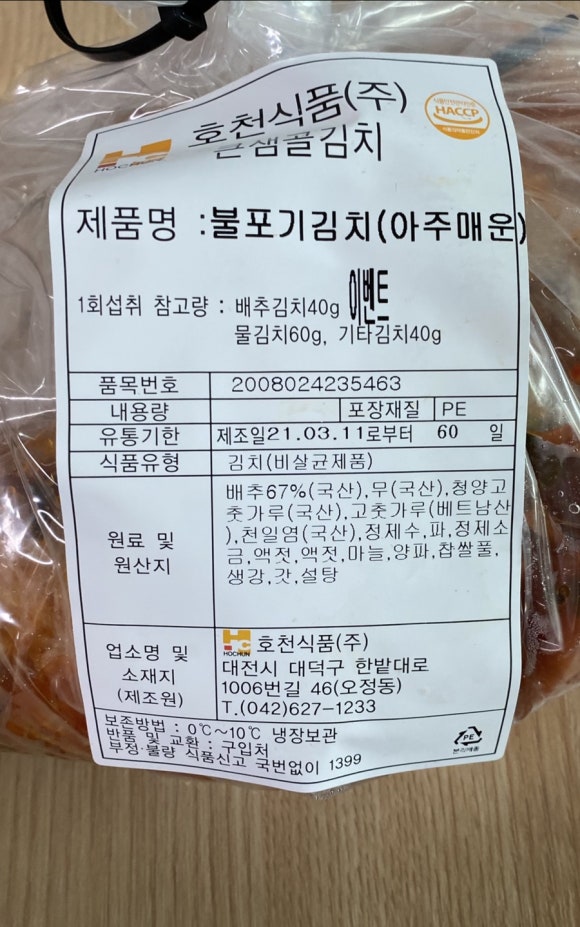 호천식품(주)
샘골김치
HACCP
HOCHUN
제품명 :불포기김치(아주매운)
1회섭취 참고량 : 배추김치40g 이벤트
물김치60g, 기타김치40g
품목번호 2008024235463
내용량 포장재질 PE
유통기한 제조일21.03.11로부터 60 일
식품유형 김치(비살균제품)
원료 및
원산지
배추67%(국산),무(국산),청양고
춧가루(국산),고춧가루(베트남산
),천일염(국산),정제수,파,정제소
금,액젓,액젓,마늘,양파,찹쌀풀,
생강,갓,설탕
업소명 및
소재지
(제조원)
HOCHUN 호천식품(주)
대전시 대덕구 한밭대로
1006번길 46(오정동)
T.(042)627-1233
보존방법 : 0℃~10℃ 냉장보관
반품 및 교환 : 구입처
부정·불량 식품신고 국번없이 1399
PE